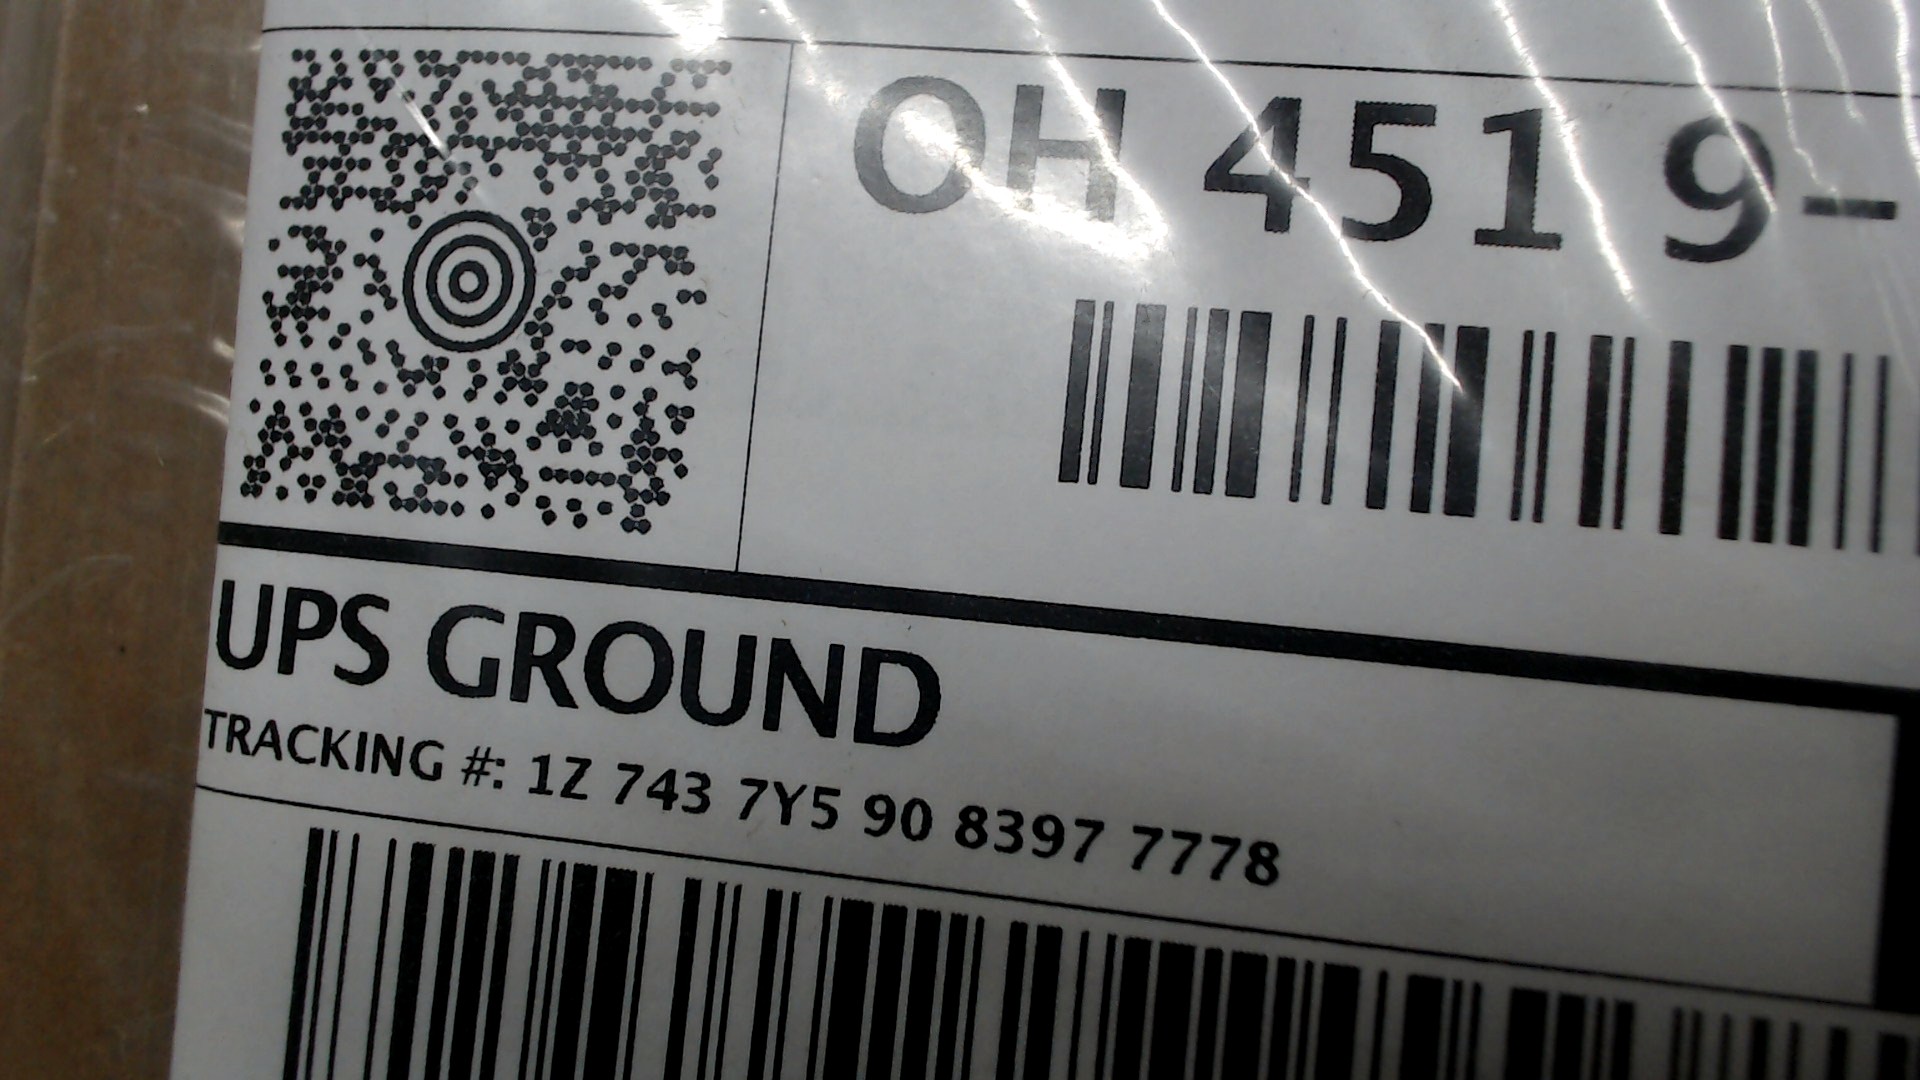 OH 451 9-
UPS GROUND
TRACKING #: 1Z 743 7Y5 90 8397 7778